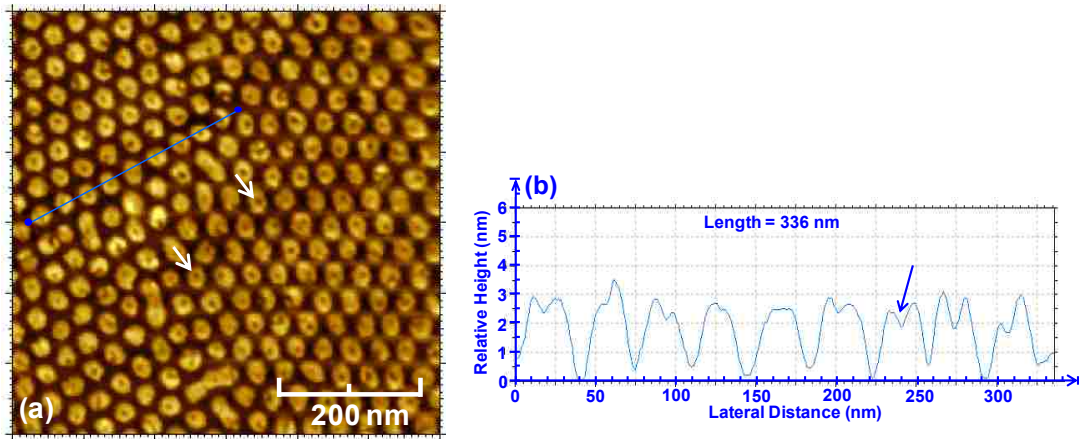 (a)
200 nm
(b)
Length = 336 nm
Relative Height (nm)
6
5
4
3
2
1
0
0 50 100 150 200 250 300
Lateral Distance (nm)